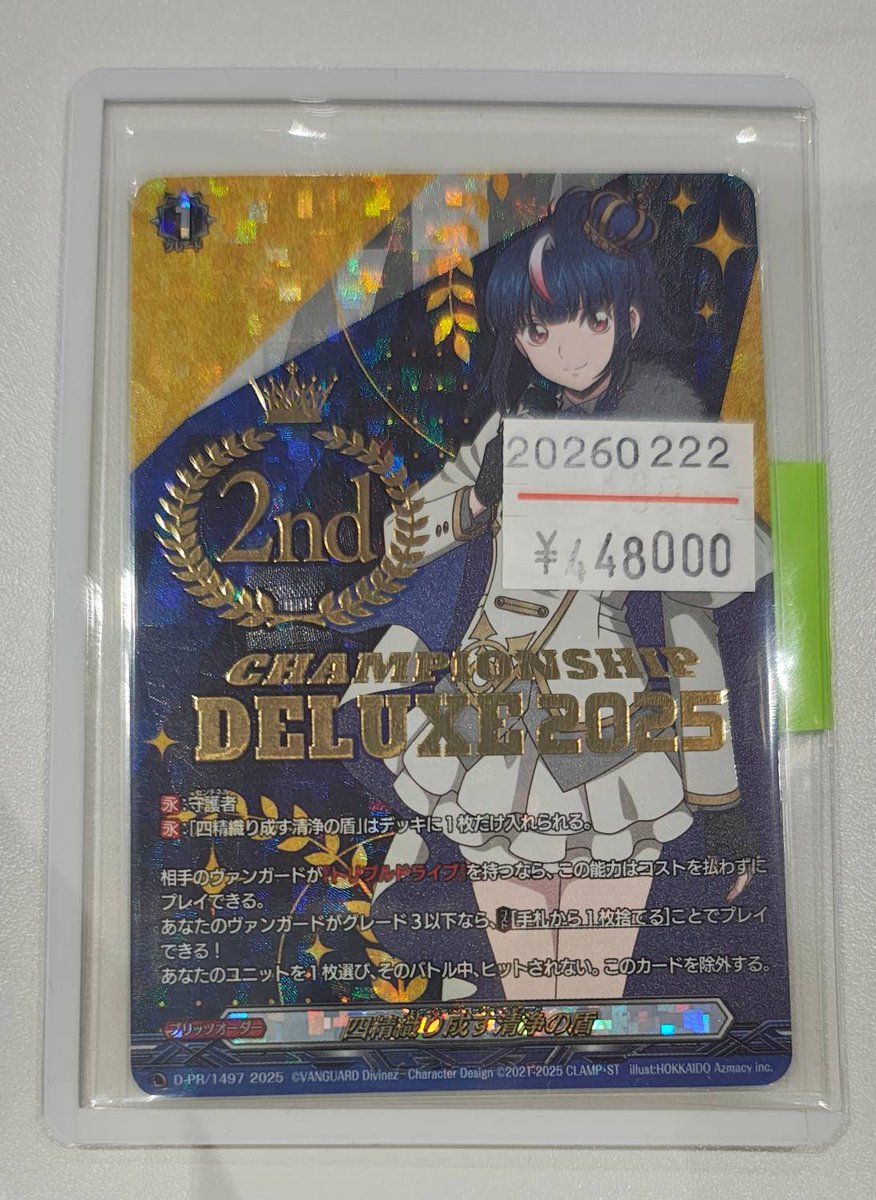 1
グレード
20260222
¥448000
2nd
CHAMPIONSHIP
DELUXE 2025
センチネル
永:守護者
永:「四精織り成す清浄の盾」はデッキに1枚だけ入れられる。
相手のヴァンガードが『トリプルドライブ』を持つなら、この能力はコストを払わずに
プレイできる。
あなたのヴァンガードがグレード3以下なら、コスト[手札から1枚捨てる]ことでプレイ
できる!
あなたのユニットを1枚選び、そのバトル中、ヒットされない。このカードを除外する。
ブリッツオーダー
四精織り成す清浄の盾
D-PR/1497 2025 ©VANGUARD Divinez Character Design ©2021-2025 CLAMP・ST illust:HOKKAIDO Azmacy inc.